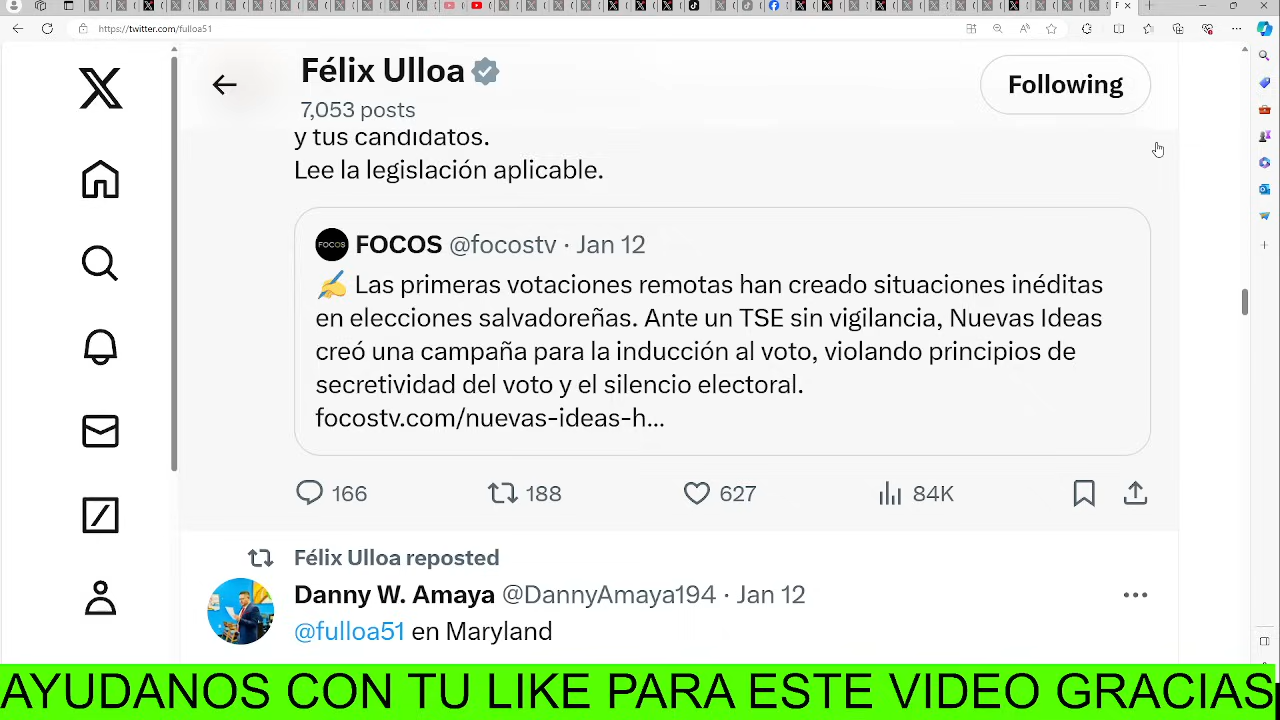 https://twitter.com/fulloa51
Félix Ulloa
7,053 posts
Following
y tus candidatos.
Lee la legislación aplicable.
FOCOS @focostv · Jan 12
✍️ Las primeras votaciones remotas han creado situaciones inéditas
en elecciones salvadoreñas. Ante un TSE sin vigilancia, Nuevas Ideas
creó una campaña para la inducción al voto, violando principios de
secretividad del voto y el silencio electoral.
focostv.com/nuevas-ideas-h...
166 188 627 84K
Félix Ulloa reposted
Danny W. Amaya @DannyAmaya194 · Jan 12
@fulloa51 en Maryland
AYUDANOS CON TU LIKE PARA ESTE VIDEO GRACIAS